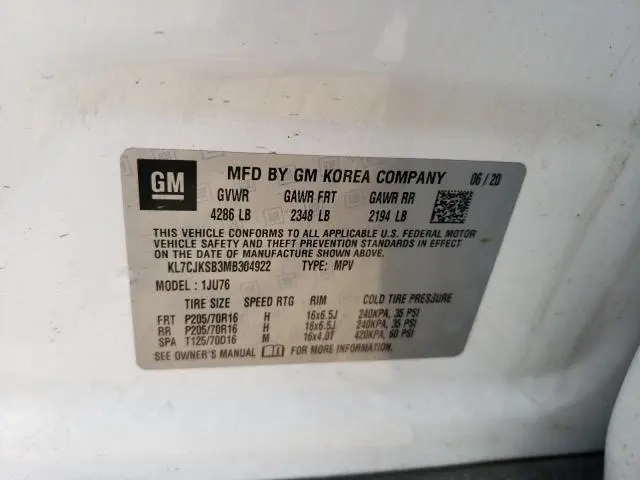 GM
MFD BY GM KOREA COMPANY 06/20
GVWR GAWR FRT GAWR RR
4286 LB 2348 LB 2194 LB
THIS VEHICLE CONFORMS TO ALL APPLICABLE U.S. FEDERAL MOTOR
VEHICLE SAFETY AND THEFT PREVENTION STANDARDS IN EFFECT
ON THE DATE OF MANUFACTURE SHOWN ABOVE.
KL7CJKSB3MB304922 TYPE: MPV
MODEL: 1JU76
TIRE SIZE SPEED RTG RIM COLD TIRE PRESSURE
FRT P205/70R16 H 16x6.5J 240KPA, 35 PSI
RR P205/70R16 H 16x6.5J 240KPA, 35 PSI
SPA T125/70D16 M 16x4.0T 420KPA, 60 PSI
SEE OWNER'S MANUAL FOR MORE INFORMATION.